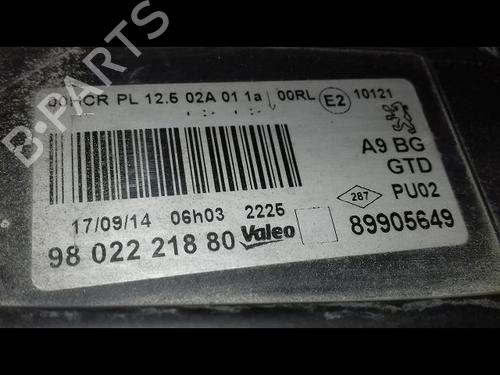 00HCR PL 12.5 02A 01 1a 00RL E2 10121
A9 BG
GTD
287 PU02
17/09/14 06h03 2225
98 022 218 80 Valeo 89905649
B-PARTS